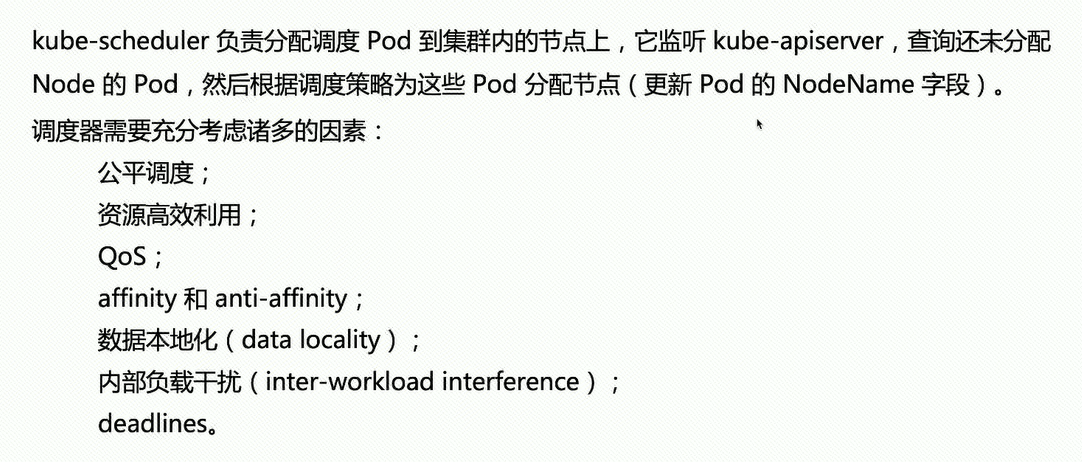 kube-scheduler 负责分配调度 Pod 到集群内的节点上，它监听 kube-apiserver，查询还未分配
Node 的 Pod，然后根据调度策略为这些 Pod 分配节点（更新 Pod 的 NodeName 字段）。
调度器需要充分考虑诸多的因素：
公平调度；
资源高效利用；
QoS；
affinity 和 anti-affinity；
数据本地化（data locality）；
内部负载干扰（inter-workload interference）；
deadlines。